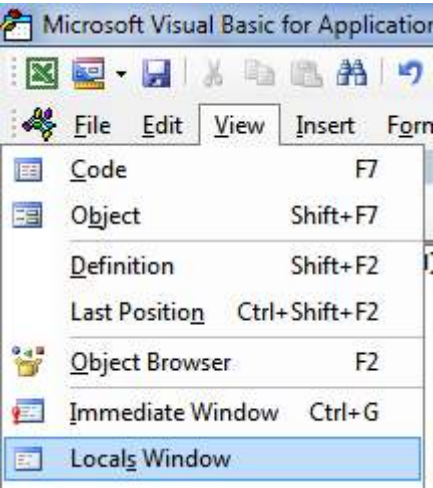 Microsoft Visual Basic for Application
File Edit View Insert Form
Code F7
Object Shift+F7
Definition Shift+F2
Last Position Ctrl+Shift+F2
Object Browser F2
Immediate Window Ctrl+G
Locals Window